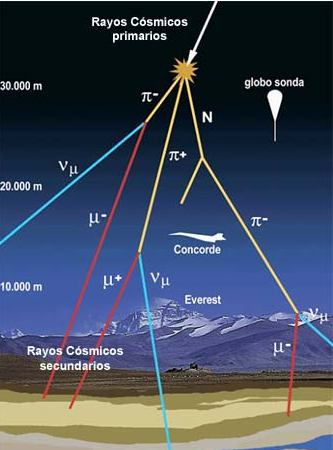 Rayos Cósmicos
primarios
30.000 m
globo sonda
π-
N
π+
νμ
20.000 m
μ-
π-
Concorde
μ+
νμ
10.000 m
Everest
νμ
Rayos Cósmicos
secundarios
μ-